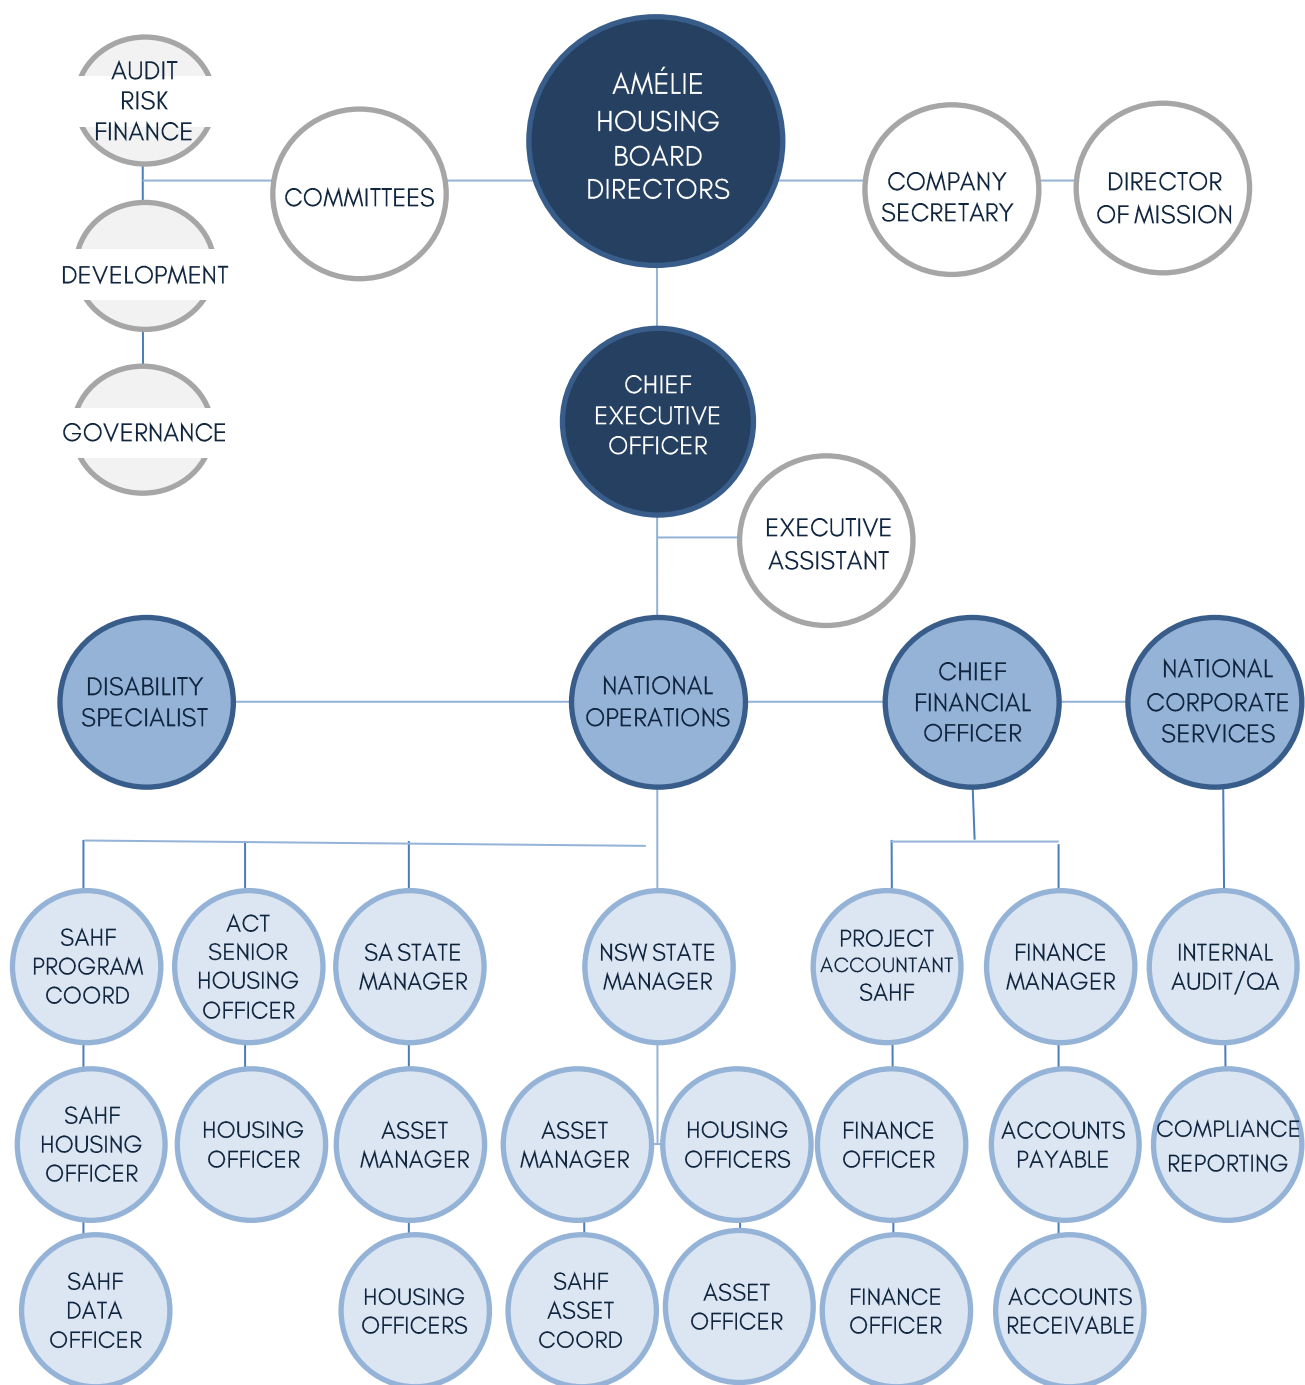 AUDIT
RISK
FINANCE
COMMITTEES
AMÉLIE
HOUSING
BOARD
DIRECTORS
COMPANY
SECRETARY
DIRECTOR
OF MISSION
DEVELOPMENT
GOVERNANCE
CHIEF
EXECUTIVE
OFFICER
EXECUTIVE
ASSISTANT
DISABILITY
SPECIALIST
NATIONAL
OPERATIONS
CHIEF
FINANCIAL
OFFICER
NATIONAL
CORPORATE
SERVICES
SAHF
PROGRAM
COORD
ACT
SENIOR
HOUSING
OFFICER
SA STATE
MANAGER
NSW STATE
MANAGER
PROJECT
ACCOUNTANT
SAHF
FINANCE
MANAGER
INTERNAL
AUDIT/QA
SAHF
HOUSING
OFFICER
HOUSING
OFFICER
ASSET
MANAGER
ASSET
MANAGER
HOUSING
OFFICERS
FINANCE
OFFICER
ACCOUNTS
PAYABLE
COMPLIANCE
REPORTING
SAHF
DATA
OFFICER
HOUSING
OFFICERS
SAHF
ASSET
COORD
ASSET
OFFICER
FINANCE
OFFICER
ACCOUNTS
RECEIVABLE